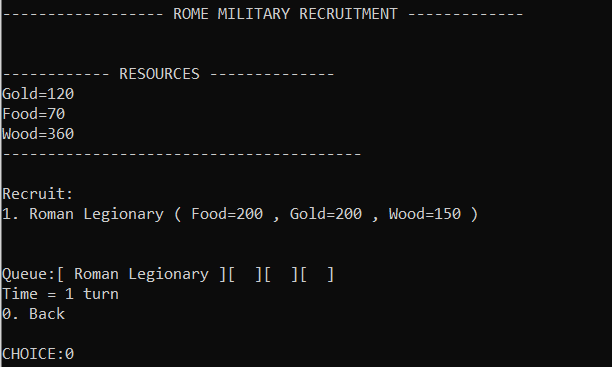 ------------------ ROME MILITARY RECRUITMENT -------------
------------ RESOURCES --------------
Gold=120
Food=70
Wood=360
----------------------------------------
Recruit:
1. Roman Legionary ( Food=200 , Gold=200 , Wood=150 )
Queue:[ Roman Legionary ][  ][  ][  ]
Time = 1 turn
0. Back
CHOICE:0